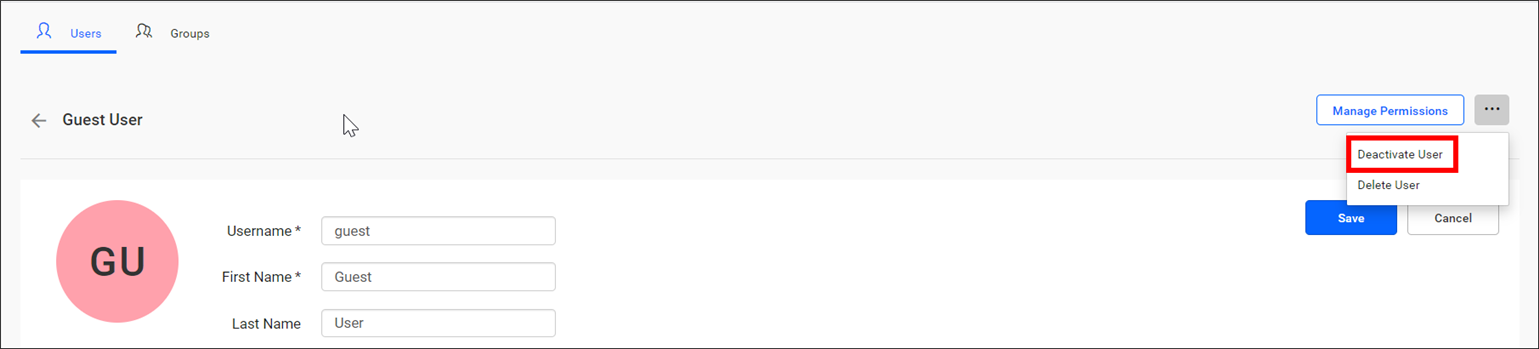 Users Groups
Guest User
Manage Permissions ...
Deactivate User
Delete User
Save Cancel
GU
Username * guest
First Name * Guest
Last Name User